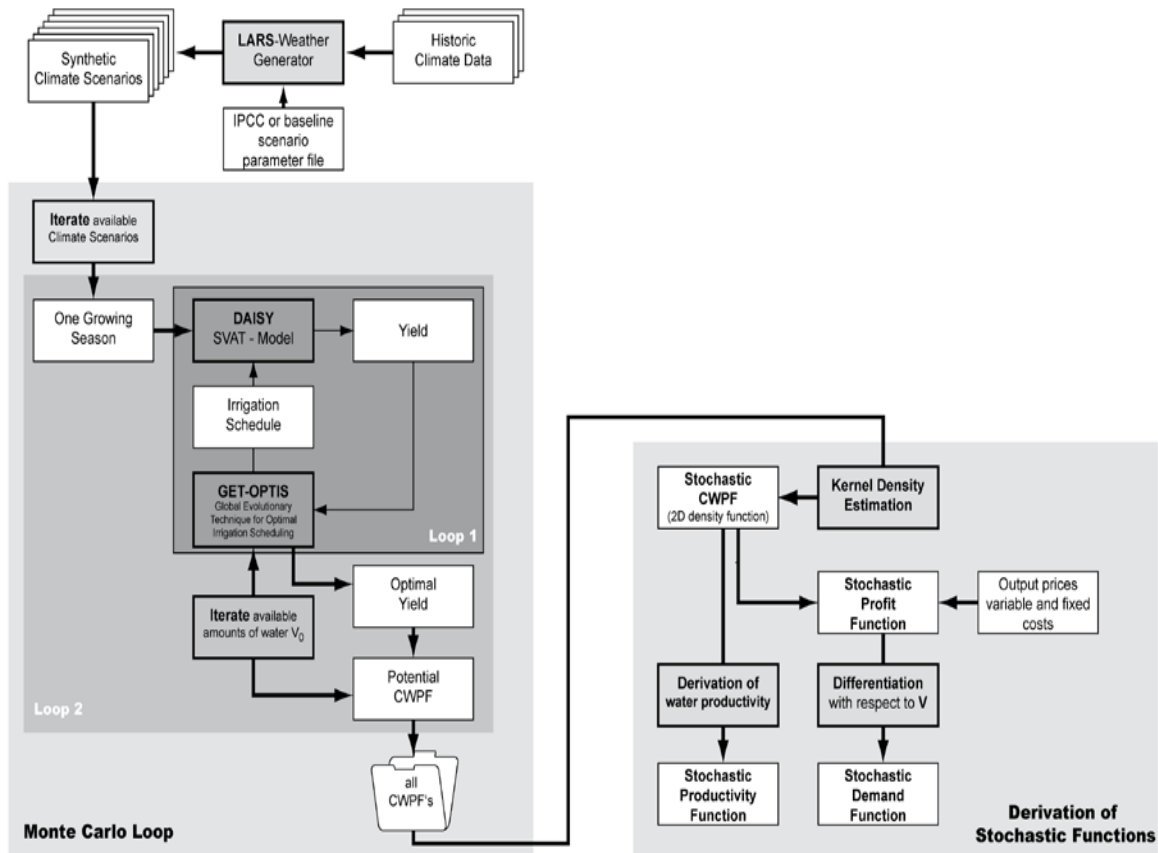 Synthetic
Climate Scenarios
LARS-Weather
Generator
Historic
Climate Data
IPCC or baseline
scenario
parameter file
Iterate available
Climate Scenarios
One Growing
Season
DAISY
SVAT - Model
Yield
Irrigation
Schedule
GET-OPTIS
Global Evolutionary
Technique for Optimal
Irrigation Scheduling
Loop 1
Iterate available
amounts of water V0
Optimal
Yield
Potential
CWPF
Loop 2
all
CWPF's
Monte Carlo Loop
Stochastic
CWPF
(2D density function)
Kernel Density
Estimation
Stochastic
Profit
Function
Output prices
variable and fixed
costs
Derivation of
water productivity
Differentiation
with respect to V
Stochastic
Productivity
Function
Stochastic
Demand
Function
Derivation of
Stochastic Functions